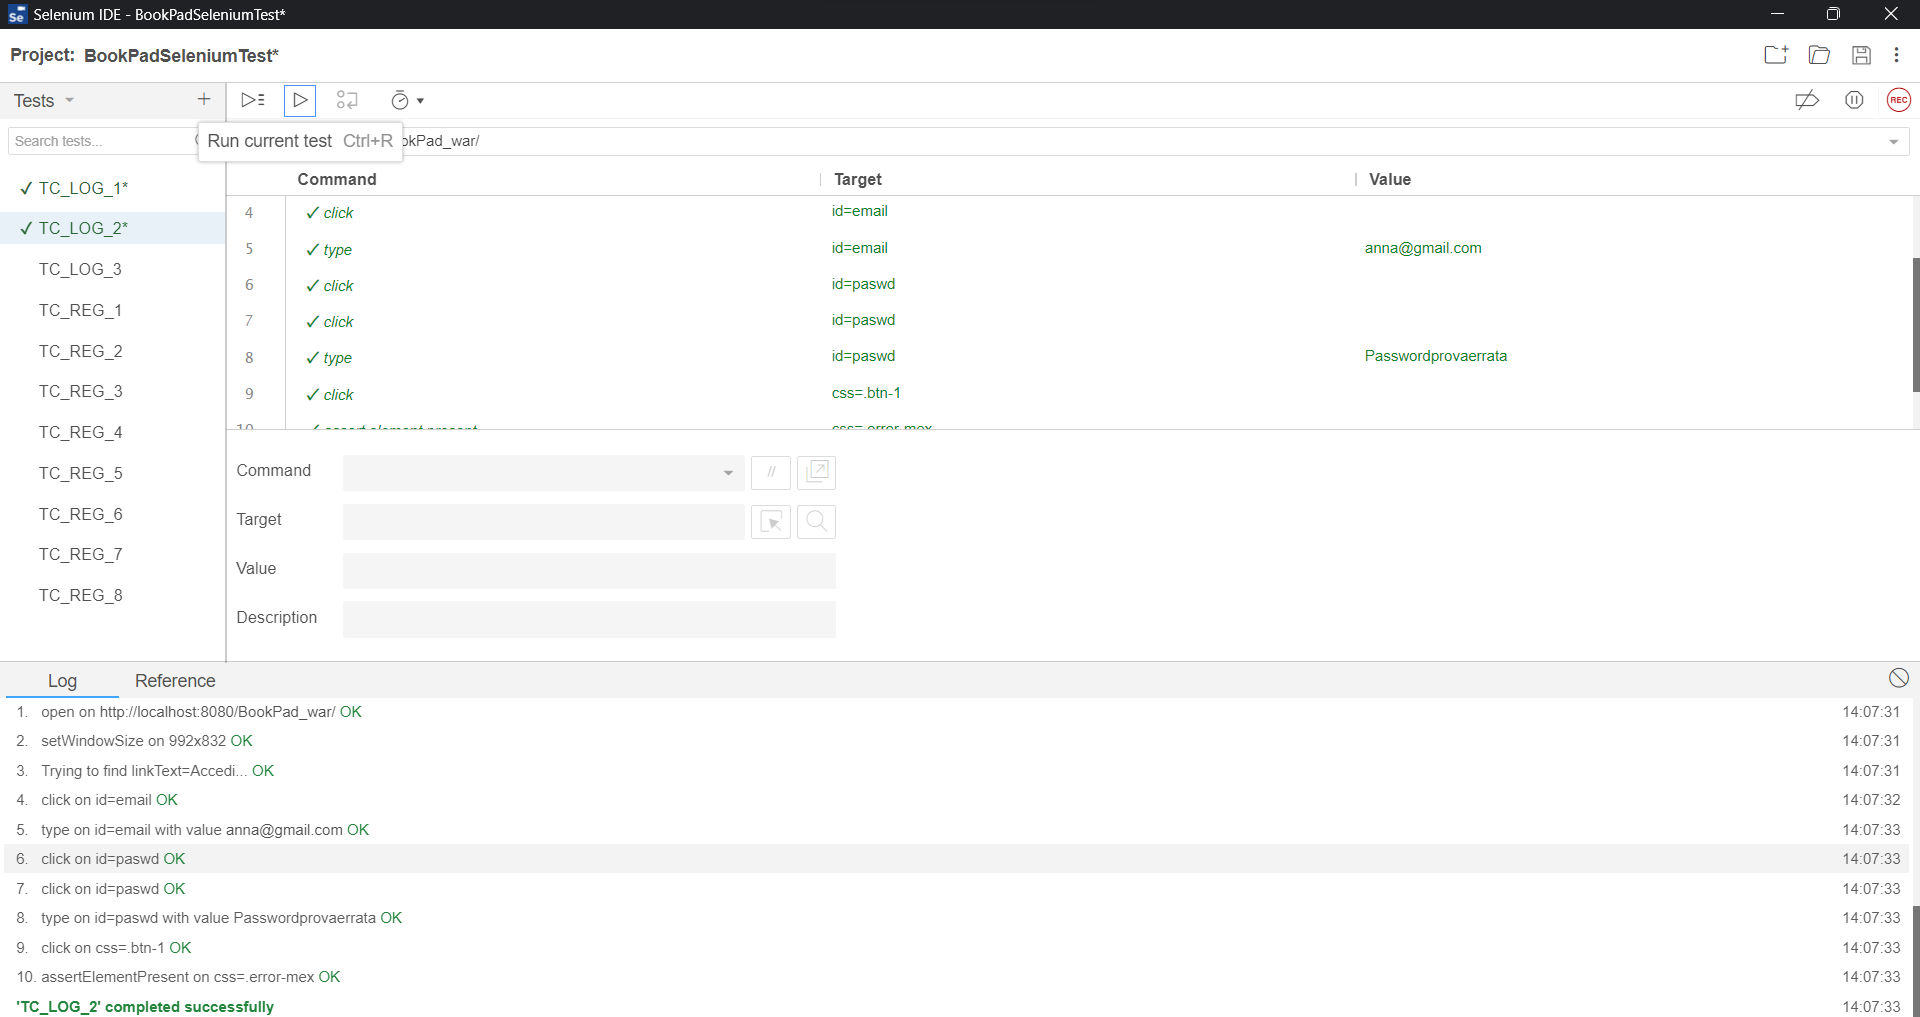 Selenium IDE - BookPadSeleniumTest*
Project: BookPadSeleniumTest*
Tests
Search tests...
Run current test Ctrl+R
okPad_war/
Command Target Value
✓ TC_LOG_1*
✓ TC_LOG_2*
TC_LOG_3
TC_REG_1
TC_REG_2
TC_REG_3
TC_REG_4
TC_REG_5
TC_REG_6
TC_REG_7
TC_REG_8
4 ✓ click id=email
5 ✓ type id=email anna@gmail.com
6 ✓ click id=paswd
7 ✓ click id=paswd
8 ✓ type id=paswd Passwordprovaerrata
9 ✓ click css=.btn-1
10 ✓ assert element present css=.error-mex
Command //
Target
Value
Description
REC
Log Reference
1. open on http://localhost:8080/BookPad_war/ OK 14:07:31
2. setWindowSize on 992x832 OK 14:07:31
3. Trying to find linkText=Accedi... OK 14:07:31
4. click on id=email OK 14:07:32
5. type on id=email with value anna@gmail.com OK 14:07:33
6. click on id=paswd OK 14:07:33
7. click on id=paswd OK 14:07:33
8. type on id=paswd with value Passwordprovaerrata OK 14:07:33
9. click on css=.btn-1 OK 14:07:33
10. assertElementPresent on css=.error-mex OK 14:07:33
'TC_LOG_2' completed successfully 14:07:33